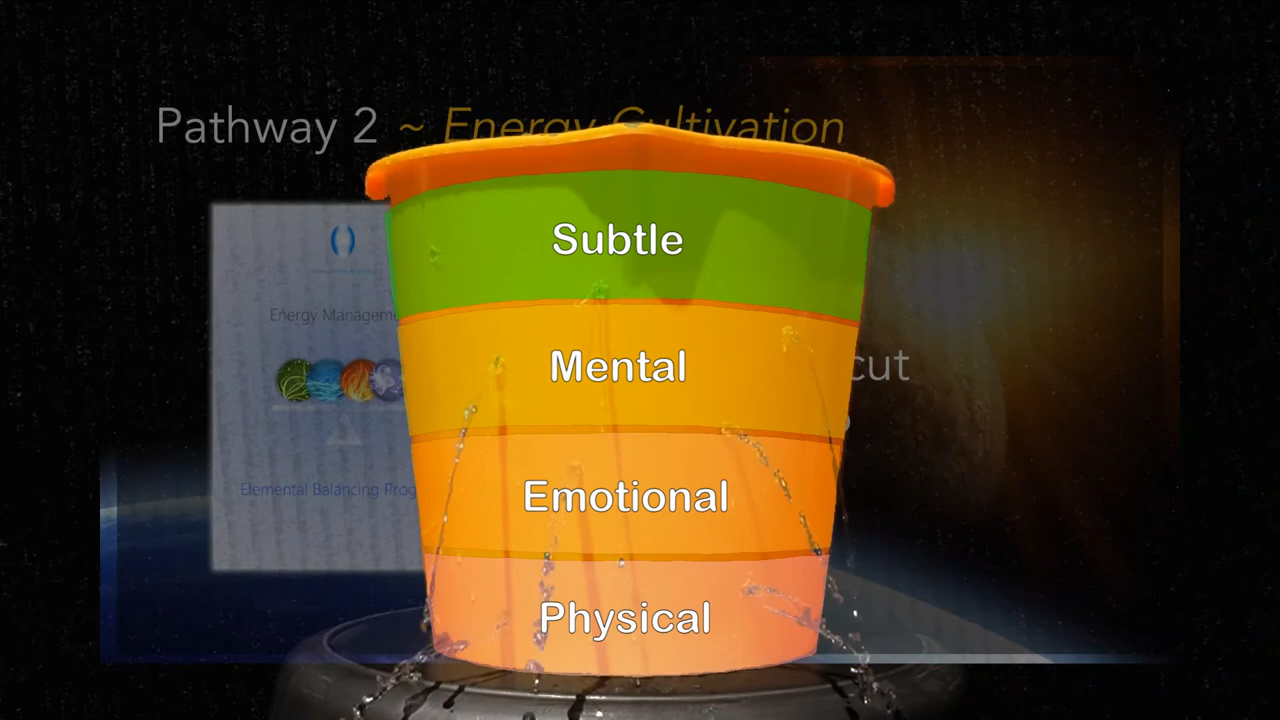 Pathway 2 ~ Energy Cultivation
Subtle
Energy Manageme
Mental
cut
Elemental Balancing Prog
Emotional
Physical